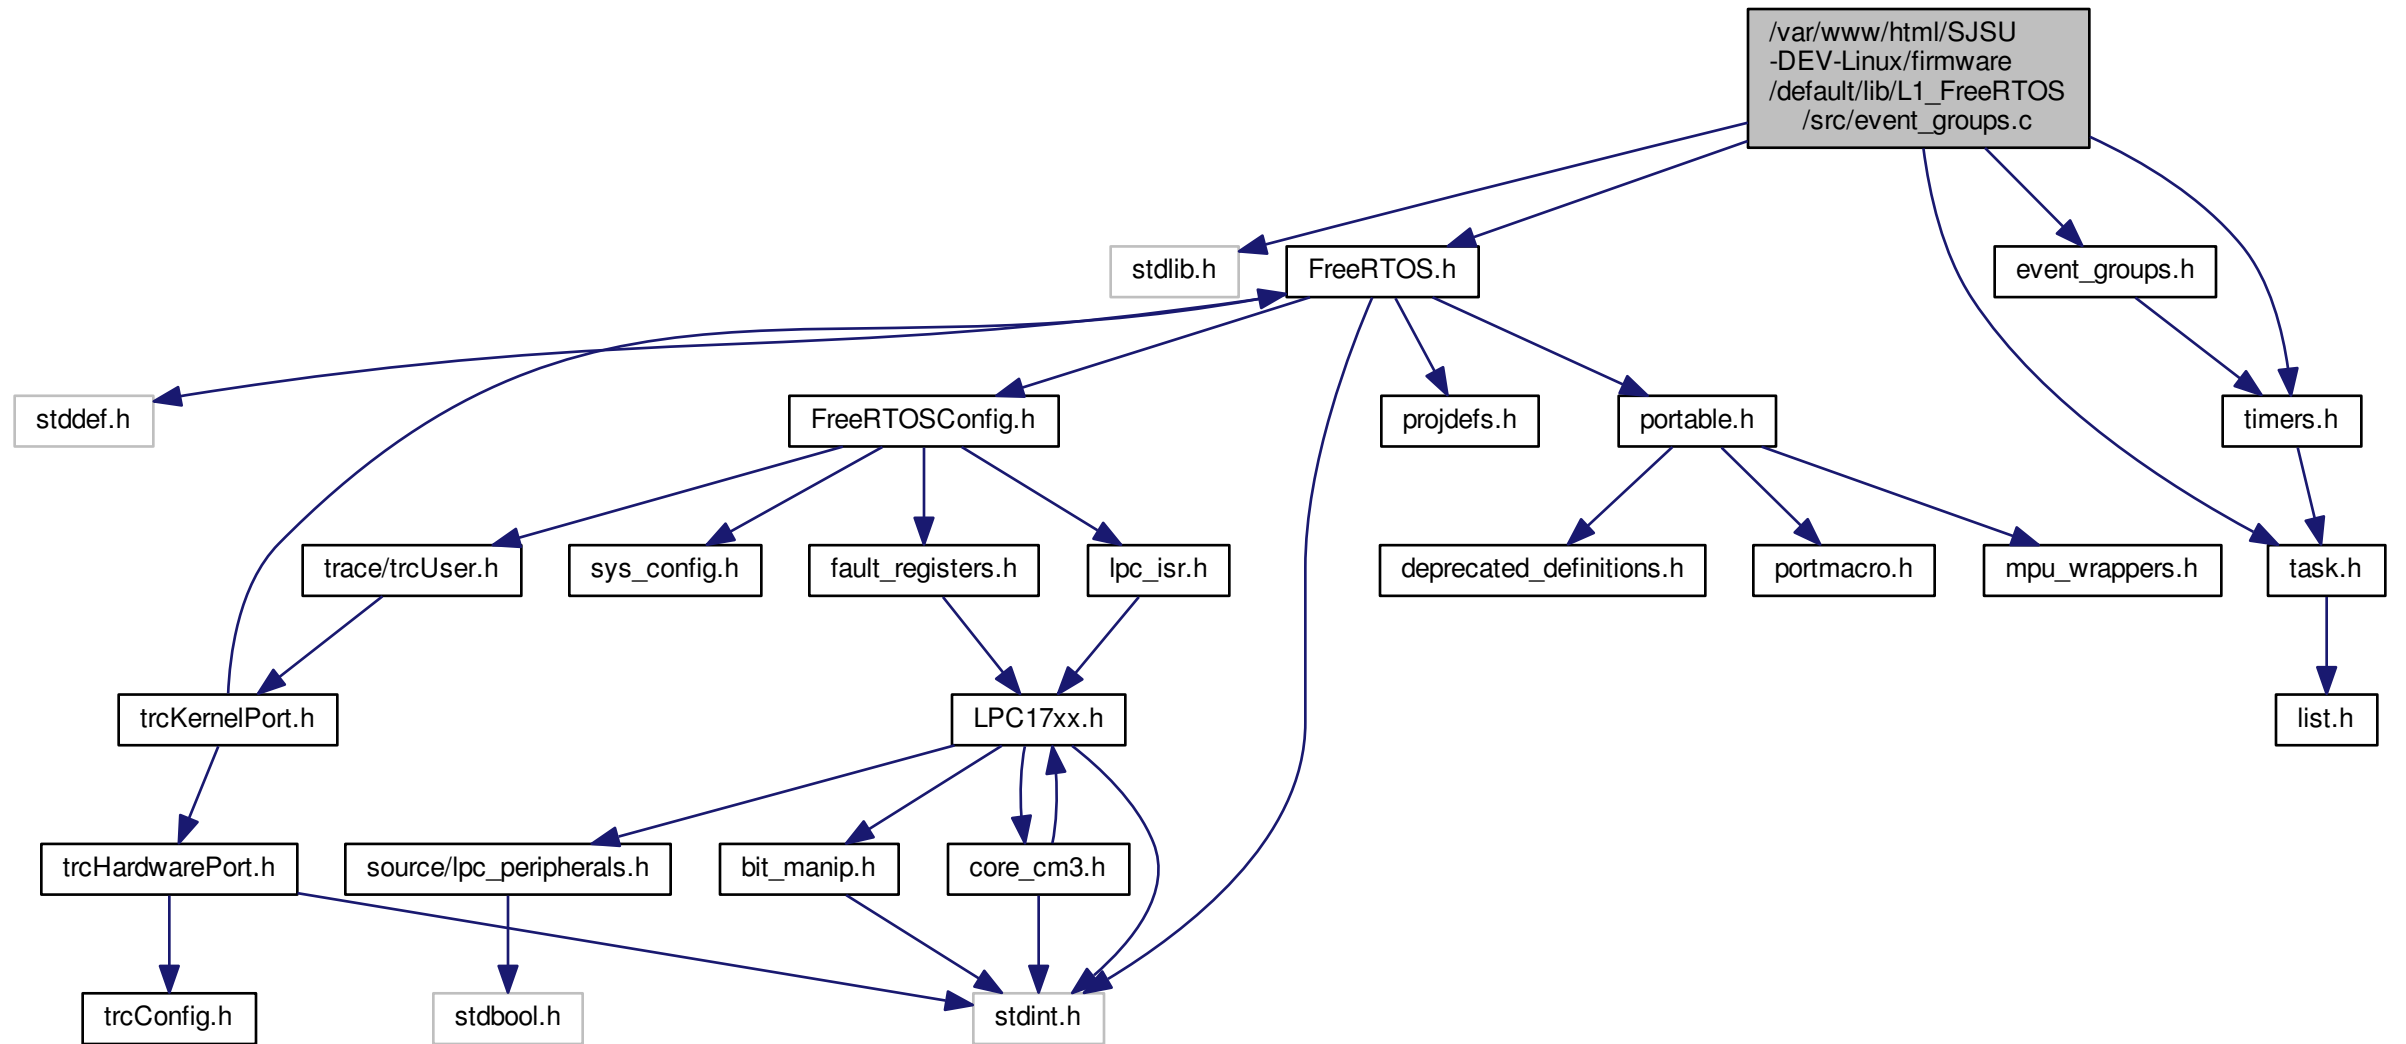 /var/www/html/SJSU
-DEV-Linux/firmware
/default/lib/L1_FreeRTOS
/src/event_groups.c
stdlib.h
FreeRTOS.h
event_groups.h
stddef.h
FreeRTOSConfig.h
projdefs.h
portable.h
timers.h
trace/trcUser.h
sys_config.h
fault_registers.h
lpc_isr.h
deprecated_definitions.h
portmacro.h
mpu_wrappers.h
task.h
trcKernelPort.h
LPC17xx.h
list.h
trcHardwarePort.h
source/lpc_peripherals.h
bit_manip.h
core_cm3.h
trcConfig.h
stdbool.h
stdint.h